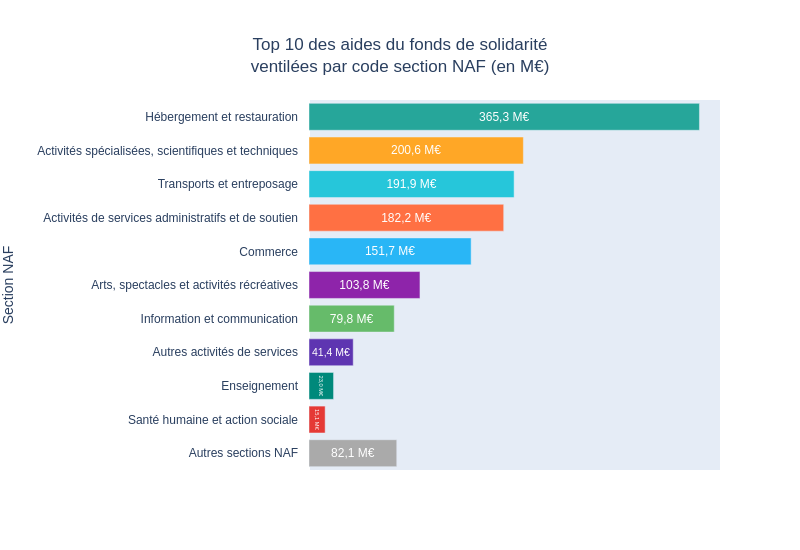 Top 10 des aides du fonds de solidarité
ventilées par code section NAF (en M€)
Section NAF
Hébergement et restauration
365,3 M€
Activités spécialisées, scientifiques et techniques
200,6 M€
Transports et entreposage
191,9 M€
Activités de services administratifs et de soutien
182,2 M€
Commerce
151,7 M€
Arts, spectacles et activités récréatives
103,8 M€
Information et communication
79,8 M€
Autres activités de services
41,4 M€
Enseignement
Santé humaine et action sociale
15,1 M€
Autres sections NAF
82,1 M€